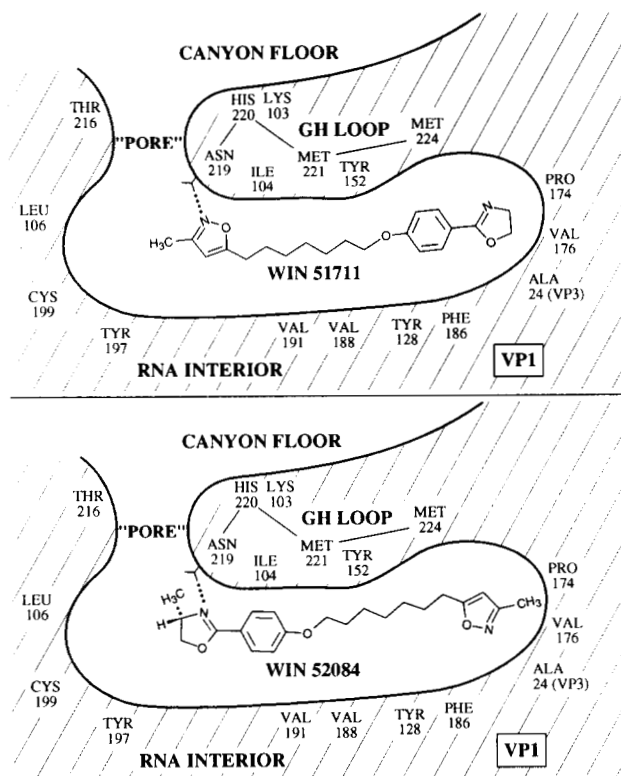 CANYON FLOOR
THR
216
HIS
220
LYS
103
"PORE"
GH LOOP
MET
224
ASN
219
ILE
104
MET
221
TYR
152
PRO
174
LEU
106
N
O
H₃C
O
N
O
VAL
176
WIN 51711
ALA
24 (VP3)
CYS
199
TYR
197
VAL
191
VAL
188
TYR
128
PHE
186
VP1
RNA INTERIOR
CANYON FLOOR
THR
216
HIS
220
LYS
103
"PORE"
GH LOOP
MET
224
ASN
219
ILE
104
MET
221
TYR
152
PRO
174
LEU
106
H₃C
H
N
O
O
O
N
CH₃
VAL
176
WIN 52084
ALA
24 (VP3)
CYS
199
TYR
197
VAL
191
VAL
188
TYR
128
PHE
186
VP1
RNA INTERIOR